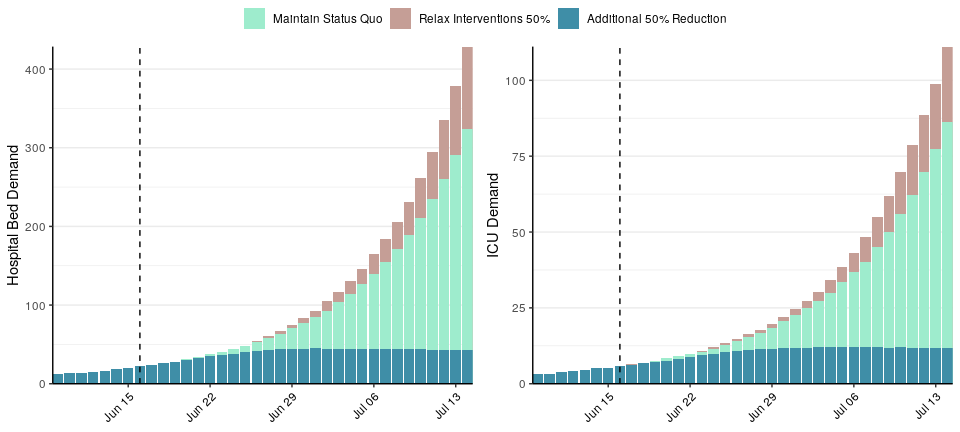 Maintain Status Quo Relax Interventions 50% Additional 50% Reduction
Hospital Bed Demand
400
300
200
100
0
Jun 15 Jun 22 Jun 29 Jul 06 Jul 13
ICU Demand
100
75
50
25
0
Jun 15 Jun 22 Jun 29 Jul 06 Jul 13